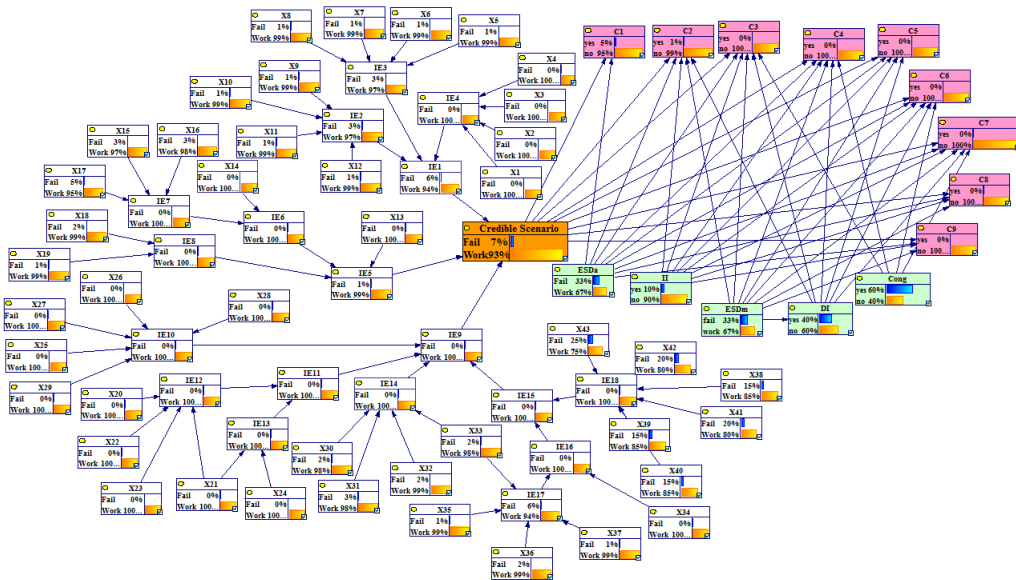 X8
Fail 1%
Work 99%
X7
Fail 1%
Work 99%
X6
Fail 1%
Work 99%
X5
Fail 1%
Work 99%
C1
yes 5%
no 95%
C2
yes 1%
no 99%
C3
yes 0%
no 100...
C4
yes 0%
no 100...
C5
yes 0%
no 100...
X10
Fail 1%
Work 99%
X9
Fail 1%
Work 99%
IE3
Fail 3%
Work 97%
X4
Fail 0%
Work 100...
C6
yes 0%
no 100...
IE4
Fail 0%
Work 100...
X3
Fail 0%
Work 100...
IE2
Fail 3%
Work 97%
C7
yes 0%
no 100%
X15
Fail 3%
Work 97%
X16
Fail 3%
Work 98%
X11
Fail 1%
Work 99%
X2
Fail 0%
Work 100...
X17
Fail 5%
Work 95%
X14
Fail 0%
Work 100...
X12
Fail 1%
Work 99%
IE1
Fail 6%
Work 94%
X1
Fail 0%
Work 100...
C8
yes 0%
no 100...
IE7
Fail 0%
Work 100...
X18
Fail 2%
Work 99%
IE6
Fail 0%
Work 100...
X13
Fail 0%
Work 100...
Credible Scenario
Fail 7%
Work93%
C9
yes 0%
no 100...
IE8
Fail 0%
Work 100...
X19
Fail 1%
Work 99%
IE5
Fail 1%
Work 99%
ESDa
Fail 33%
Work 67%
II
yes 10%
no 90%
Cong
yes 60%
no 40%
X26
Fail 0%
Work 100...
X28
Fail 0%
Work 100...
ESDm
fail 33%
work 67%
DI
yes 40%
no 60%
X27
Fail 0%
Work 100...
IE10
Fail 0%
Work 100...
IE9
Fail 0%
Work 100...
X43
Fail 25%
Work 75%
X25
Fail 0%
Work 100...
X42
Fail 20%
Work 80%
X29
Fail 0%
Work 100...
IE12
Fail 0%
Work 100...
IE11
Fail 0%
Work 100...
IE14
Fail 0%
Work 100...
IE18
Fail 0%
Work 100...
X38
Fail 15%
Work 85%
X20
Fail 0%
Work 100...
IE15
Fail 0%
Work 100...
X41
Fail 20%
Work 80%
IE13
Fail 0%
Work 100...
X39
Fail 15%
Work 85%
X22
Fail 0%
Work 100...
X30
Fail 2%
Work 98%
X33
Fail 2%
Work 98%
IE16
Fail 0%
Work 100...
X32
Fail 2%
Work 99%
X40
Fail 15%
Work 85%
X23
Fail 0%
Work 100...
X21
Fail 0%
Work 100...
X24
Fail 0%
Work 100...
X31
Fail 3%
Work 98%
IE17
Fail 6%
Work 94%
X35
Fail 1%
Work 99%
X34
Fail 0%
Work 100...
X37
Fail 1%
Work 99%
X36
Fail 2%
Work 99%